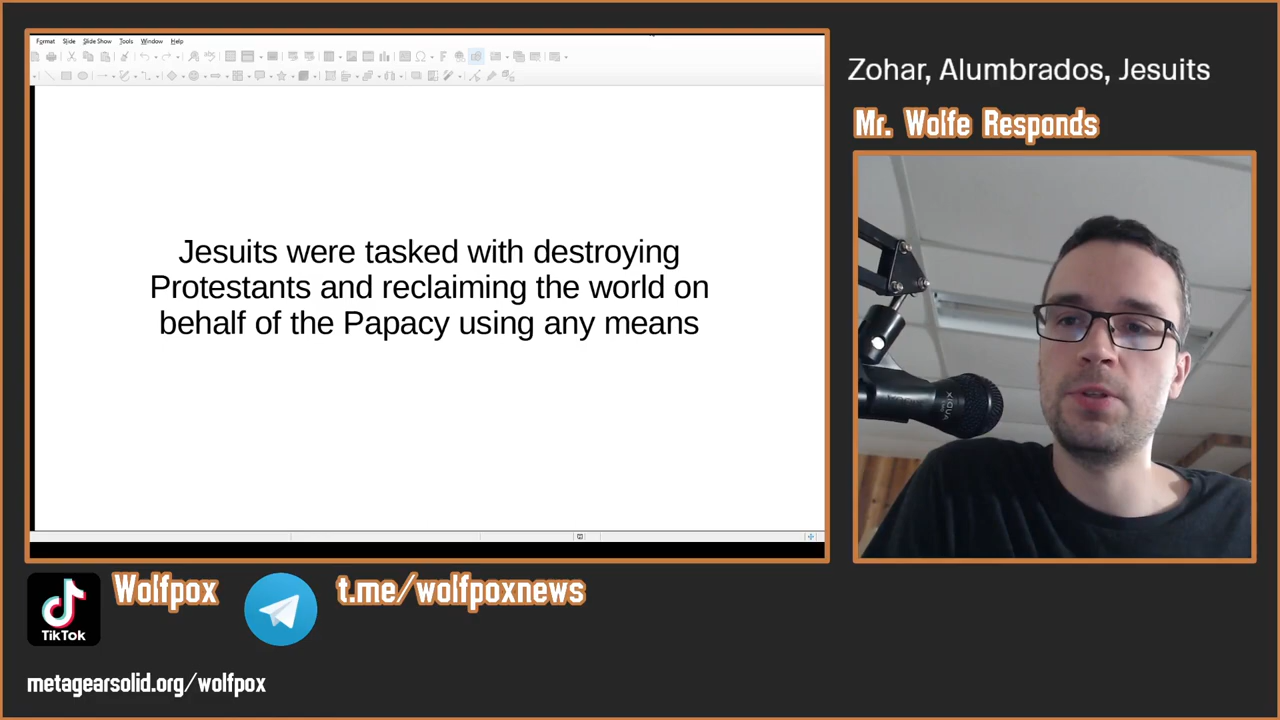 Format Slide Slide Show Tools Window Help
Zohar, Alumbrados, Jesuits
Mr. Wolfe Responds
Jesuits were tasked with destroying
Protestants and reclaiming the world on
behalf of the Papacy using any means
XIQUA
TikTok
Wolfpox
t.me/wolfpoxnews
metagearsolid.org/wolfpox